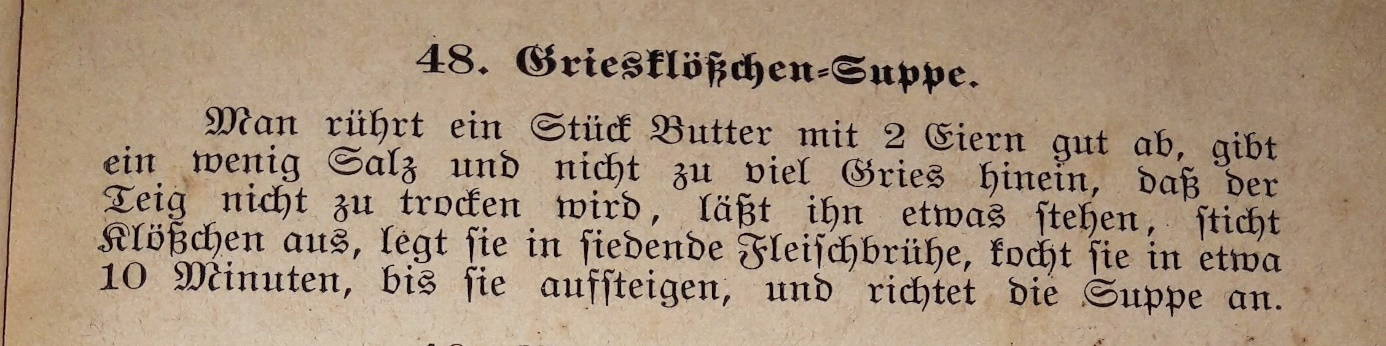 48. Griesklößchen-Suppe.
Man rührt ein Stück Butter mit 2 Eiern gut ab, gibt
ein wenig Salz und nicht zu viel Gries hinein, daß der
Teig nicht zu trocken wird, läßt ihn etwas stehen, sticht
Klößchen aus, legt sie in siedende Fleischbrühe, kocht sie in etwa
10 Minuten, bis sie aufsteigen, und richtet die Suppe an.